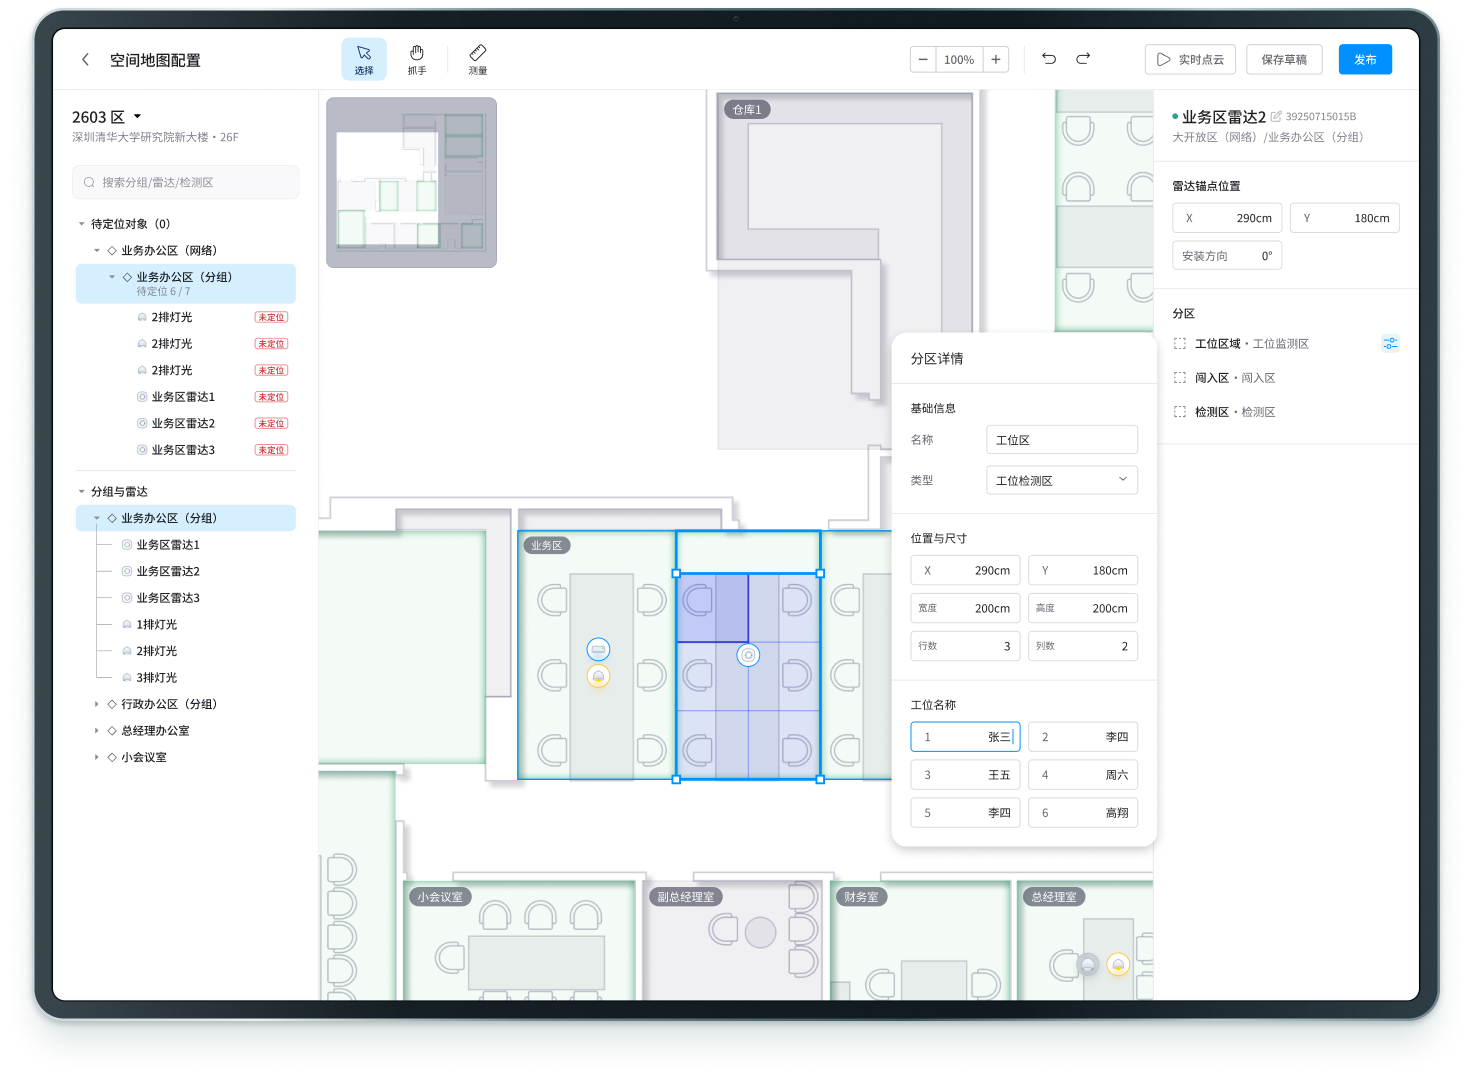 空间地图配置
选择
抓手
测量
100%
实时点云
保存草稿
发布
2603 区
深圳清华大学研究院新大楼・26F
搜索分组/雷达/检测区
待定位对象（0）
业务办公区（网络）
业务办公区（分组）
待定位 6 / 7
2排灯光 未定位
2排灯光 未定位
2排灯光 未定位
业务区雷达1 未定位
业务区雷达2 未定位
业务区雷达3 未定位
分组与雷达
业务办公区（分组）
业务区雷达1
业务区雷达2
业务区雷达3
1排灯光
2排灯光
3排灯光
行政办公区（分组）
总经理办公室
小会议室
仓库1
业务区
小会议室
副总经理室
财务室
总经理室
分区详情
基础信息
名称 工位区
类型 工位检测区
位置与尺寸
X 290cm Y 180cm
宽度 200cm 高度 200cm
行数 3 列数 2
工位名称
1 张三 2 李四
3 王五 4 周六
5 李四 6 高翔
业务区雷达2 39250715015B
大开放区（网络）/业务办公区（分组）
雷达锚点位置
X 290cm Y 180cm
安装方向 0°
分区
工位区域・工位监测区
闯入区・闯入区
检测区・检测区